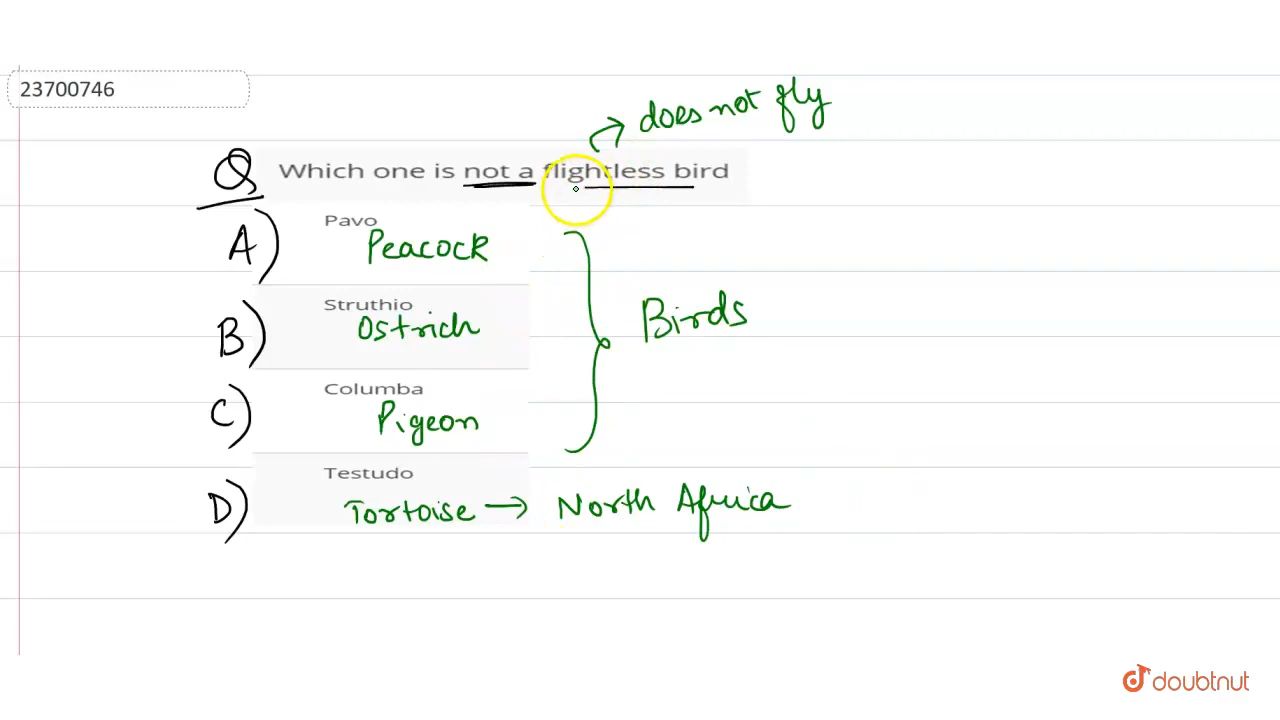 23700746
does not fly
Q Which one is not a flightless bird
A) Pavo
Peacock
B) Struthio
Ostrich
Birds
C) Columba
Pigeon
D) Testudo
Tortoise → North Africa
doubtnut